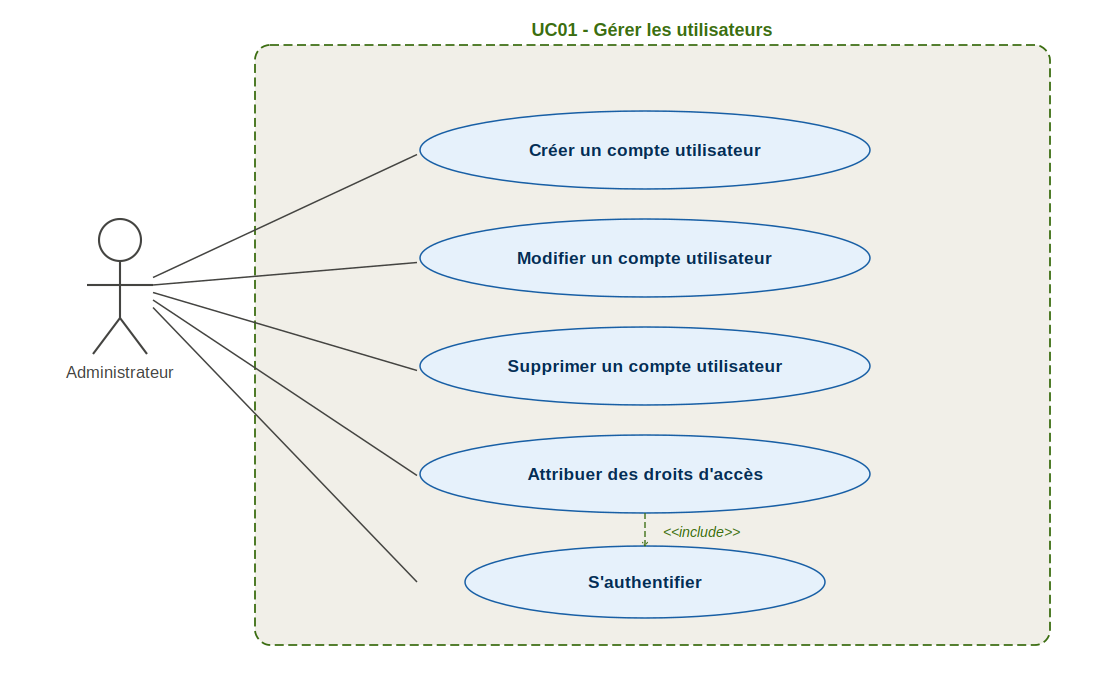 UC01 - Gérer les utilisateurs
Créer un compte utilisateur
Modifier un compte utilisateur
Supprimer un compte utilisateur
Administrateur
Attribuer des droits d'accès
<<include>>
S'authentifier